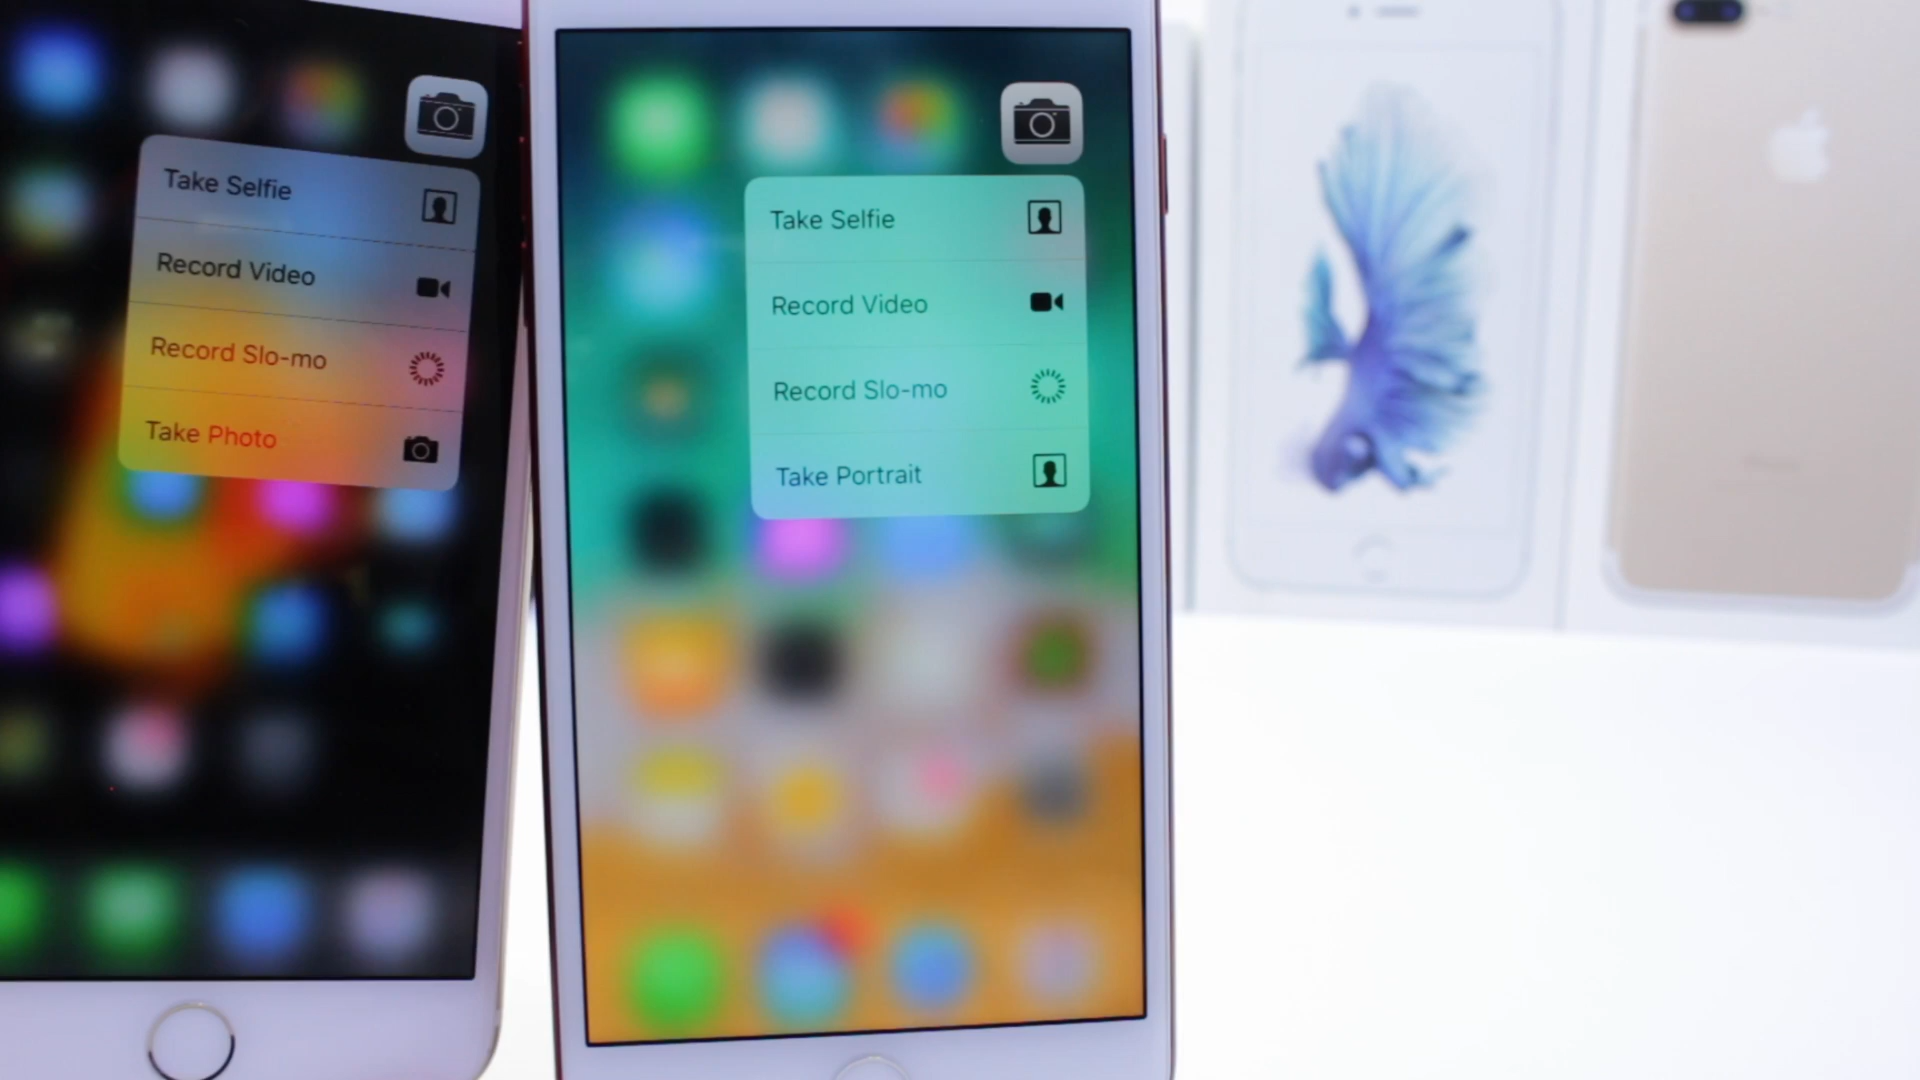 Take Selfie
Record Video
Record Slo-mo
Take Photo
Take Selfie
Record Video
Record Slo-mo
Take Portrait